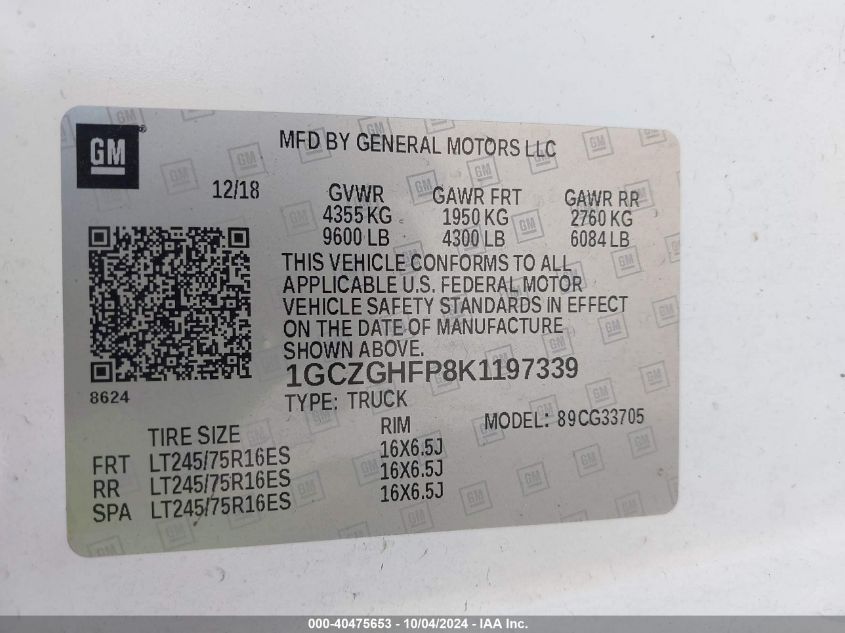 GM
MFD BY GENERAL MOTORS LLC
12/18
GVWR GAWR FRT GAWR RR
4355 KG 1950 KG 2760 KG
9600 LB 4300 LB 6084 LB
THIS VEHICLE CONFORMS TO ALL
APPLICABLE U.S. FEDERAL MOTOR
VEHICLE SAFETY STANDARDS IN EFFECT
ON THE DATE OF MANUFACTURE
SHOWN ABOVE.
1GCZGHFP8K1197339
8624
TYPE: TRUCK
MODEL: 89CG33705
TIRE SIZE RIM
FRT LT245/75R16ES 16X6.5J
RR LT245/75R16ES 16X6.5J
SPA LT245/75R16ES 16X6.5J
000-40475653 - 10/04/2024 - IAA Inc.